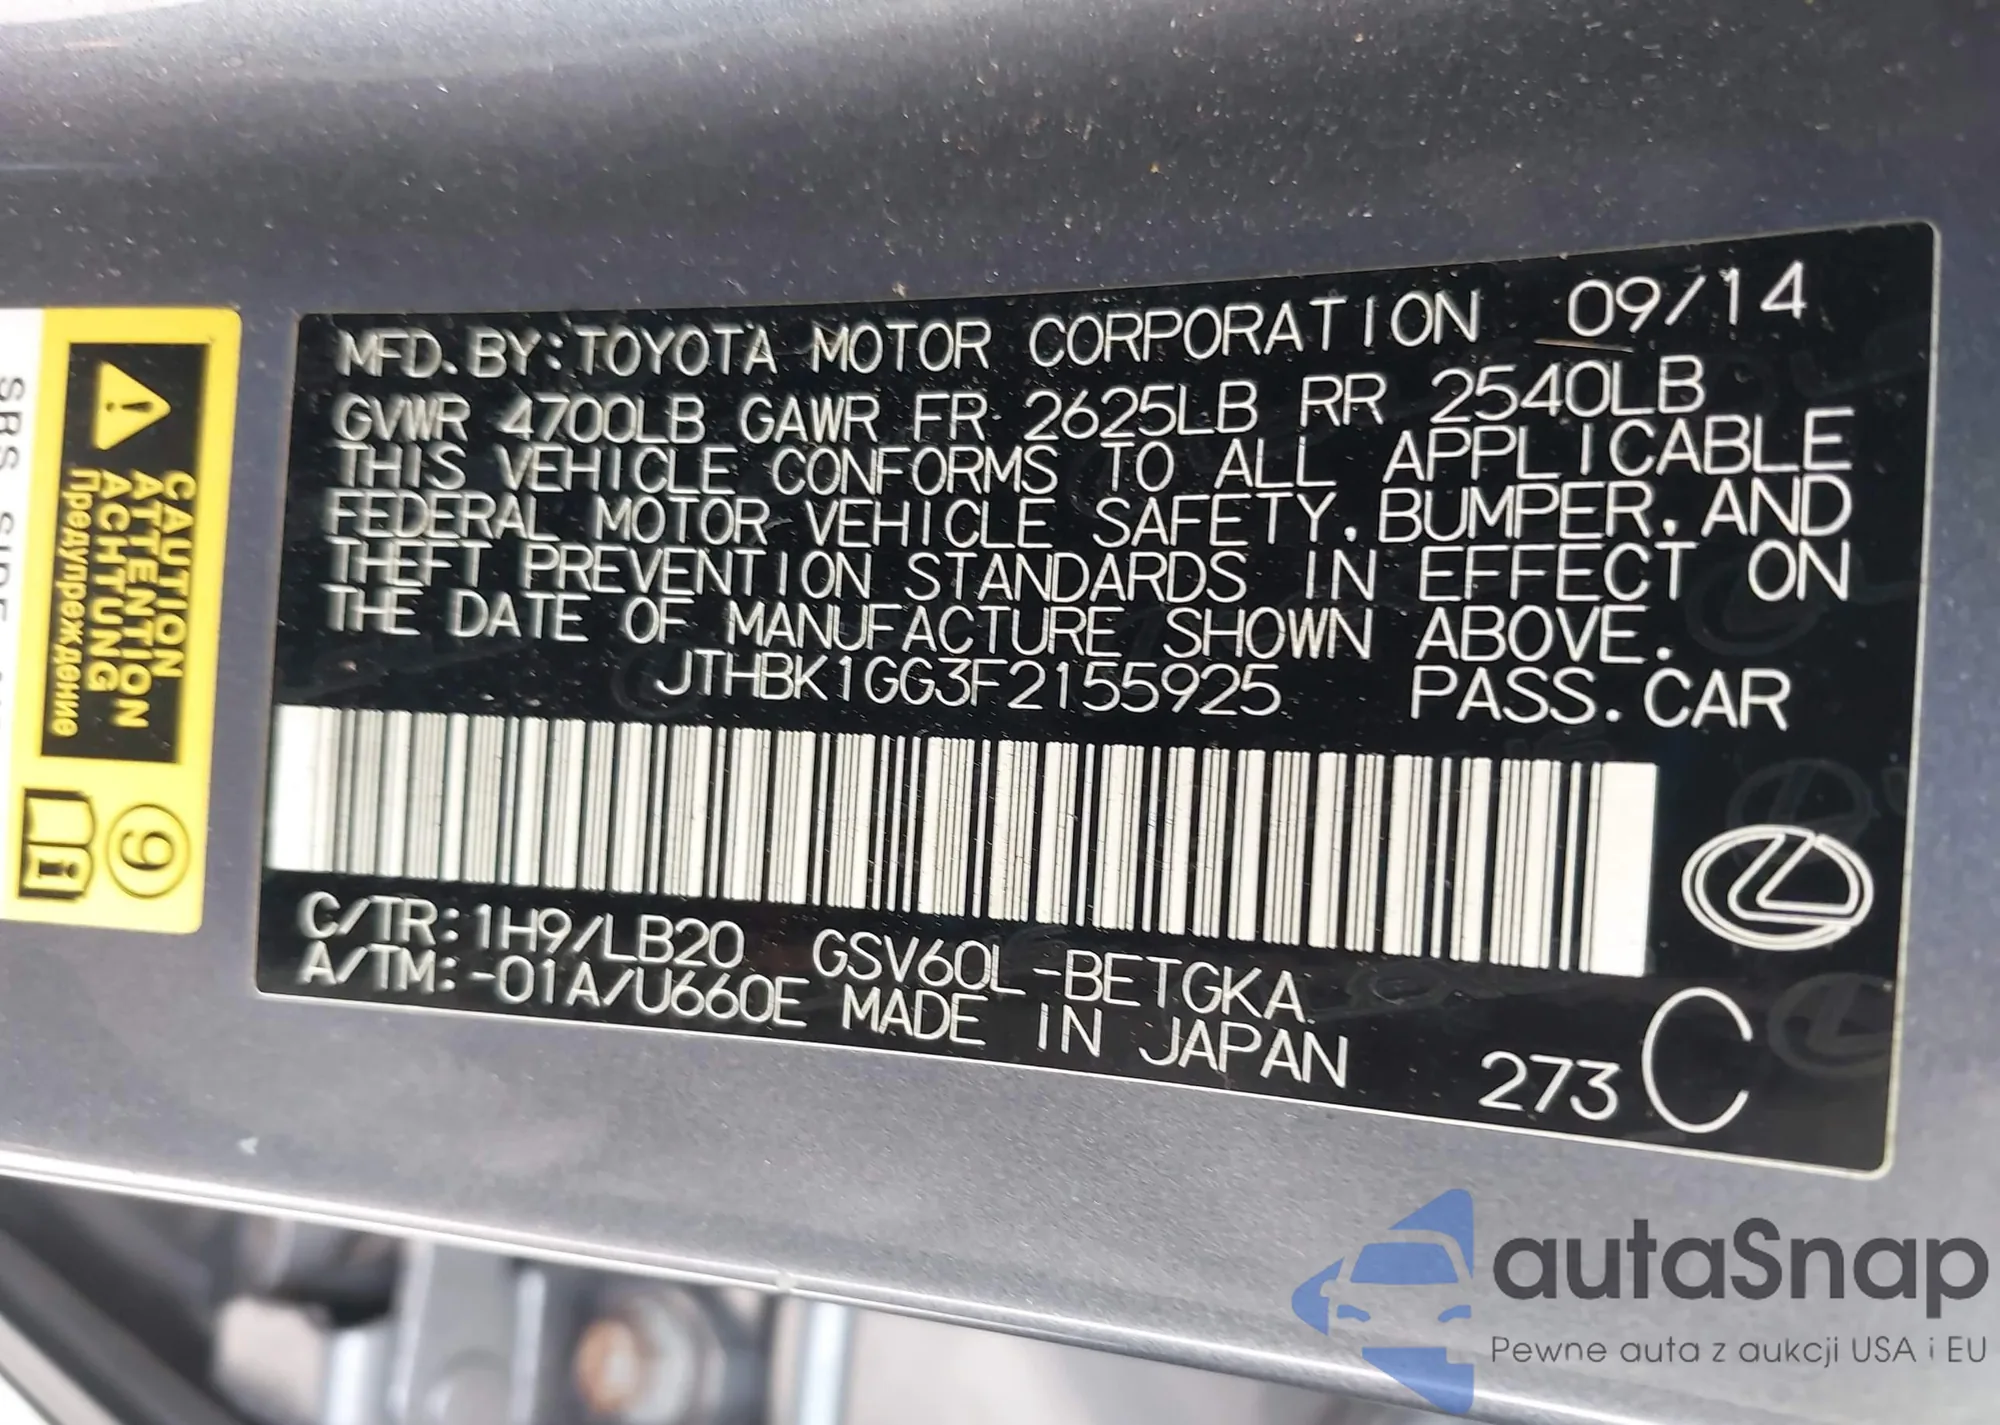 MFD. BY: TOYOTA MOTOR CORPORATION 09/14
GVWR 4700LB GAWR FR 2625LB RR 2540LB
THIS VEHICLE CONFORMS TO ALL APPLICABLE
FEDERAL MOTOR VEHICLE SAFETY, BUMPER, AND
THEFT PREVENTION STANDARDS IN EFFECT ON
THE DATE OF MANUFACTURE SHOWN ABOVE.
JTHBK1GG3F2155925 PASS. CAR
C/TR: 1H9/LB20 GSV60L-BETGKA
A/TM: -01A/U660E MADE IN JAPAN
273 C
CAUTION
ATTENTION
ACHTUNG
Предупреждение
9
SRS SIDE
autaSnap
Pewne auta z aukcji USA i EU